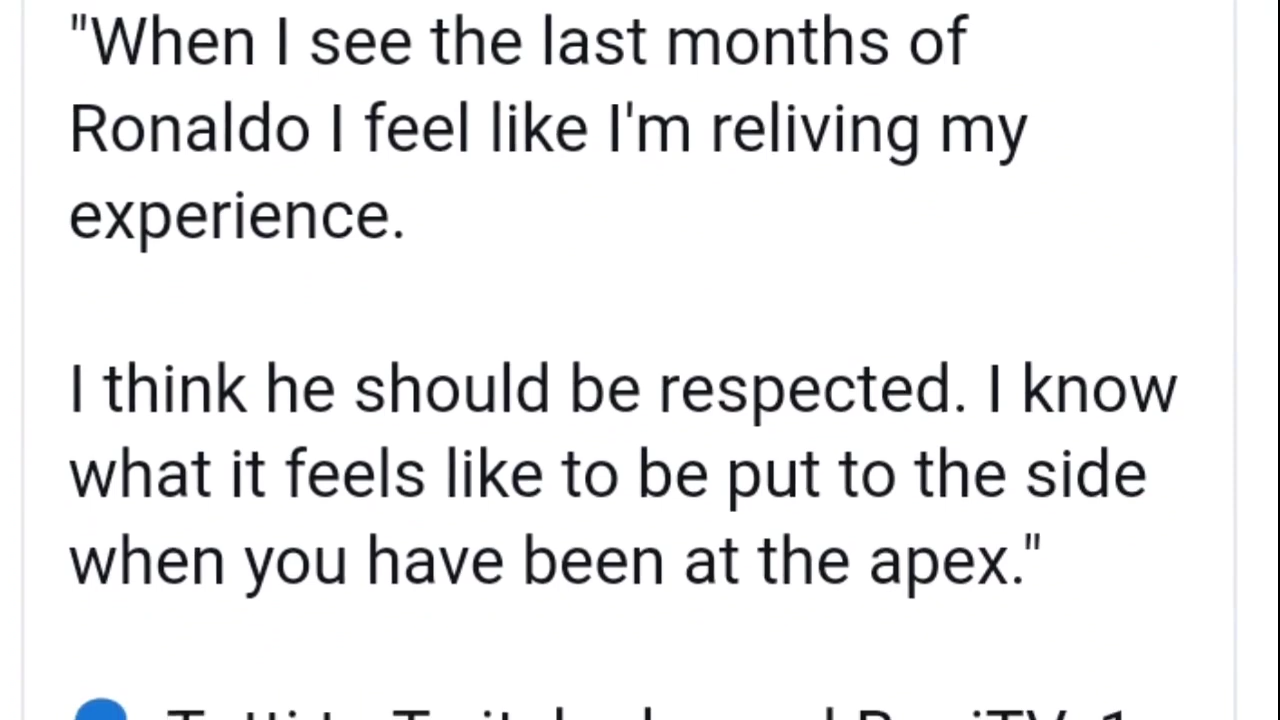 "When I see the last months of
Ronaldo I feel like I'm reliving my
experience.
I think he should be respected. I know
what it feels like to be put to the side
when you have been at the apex."